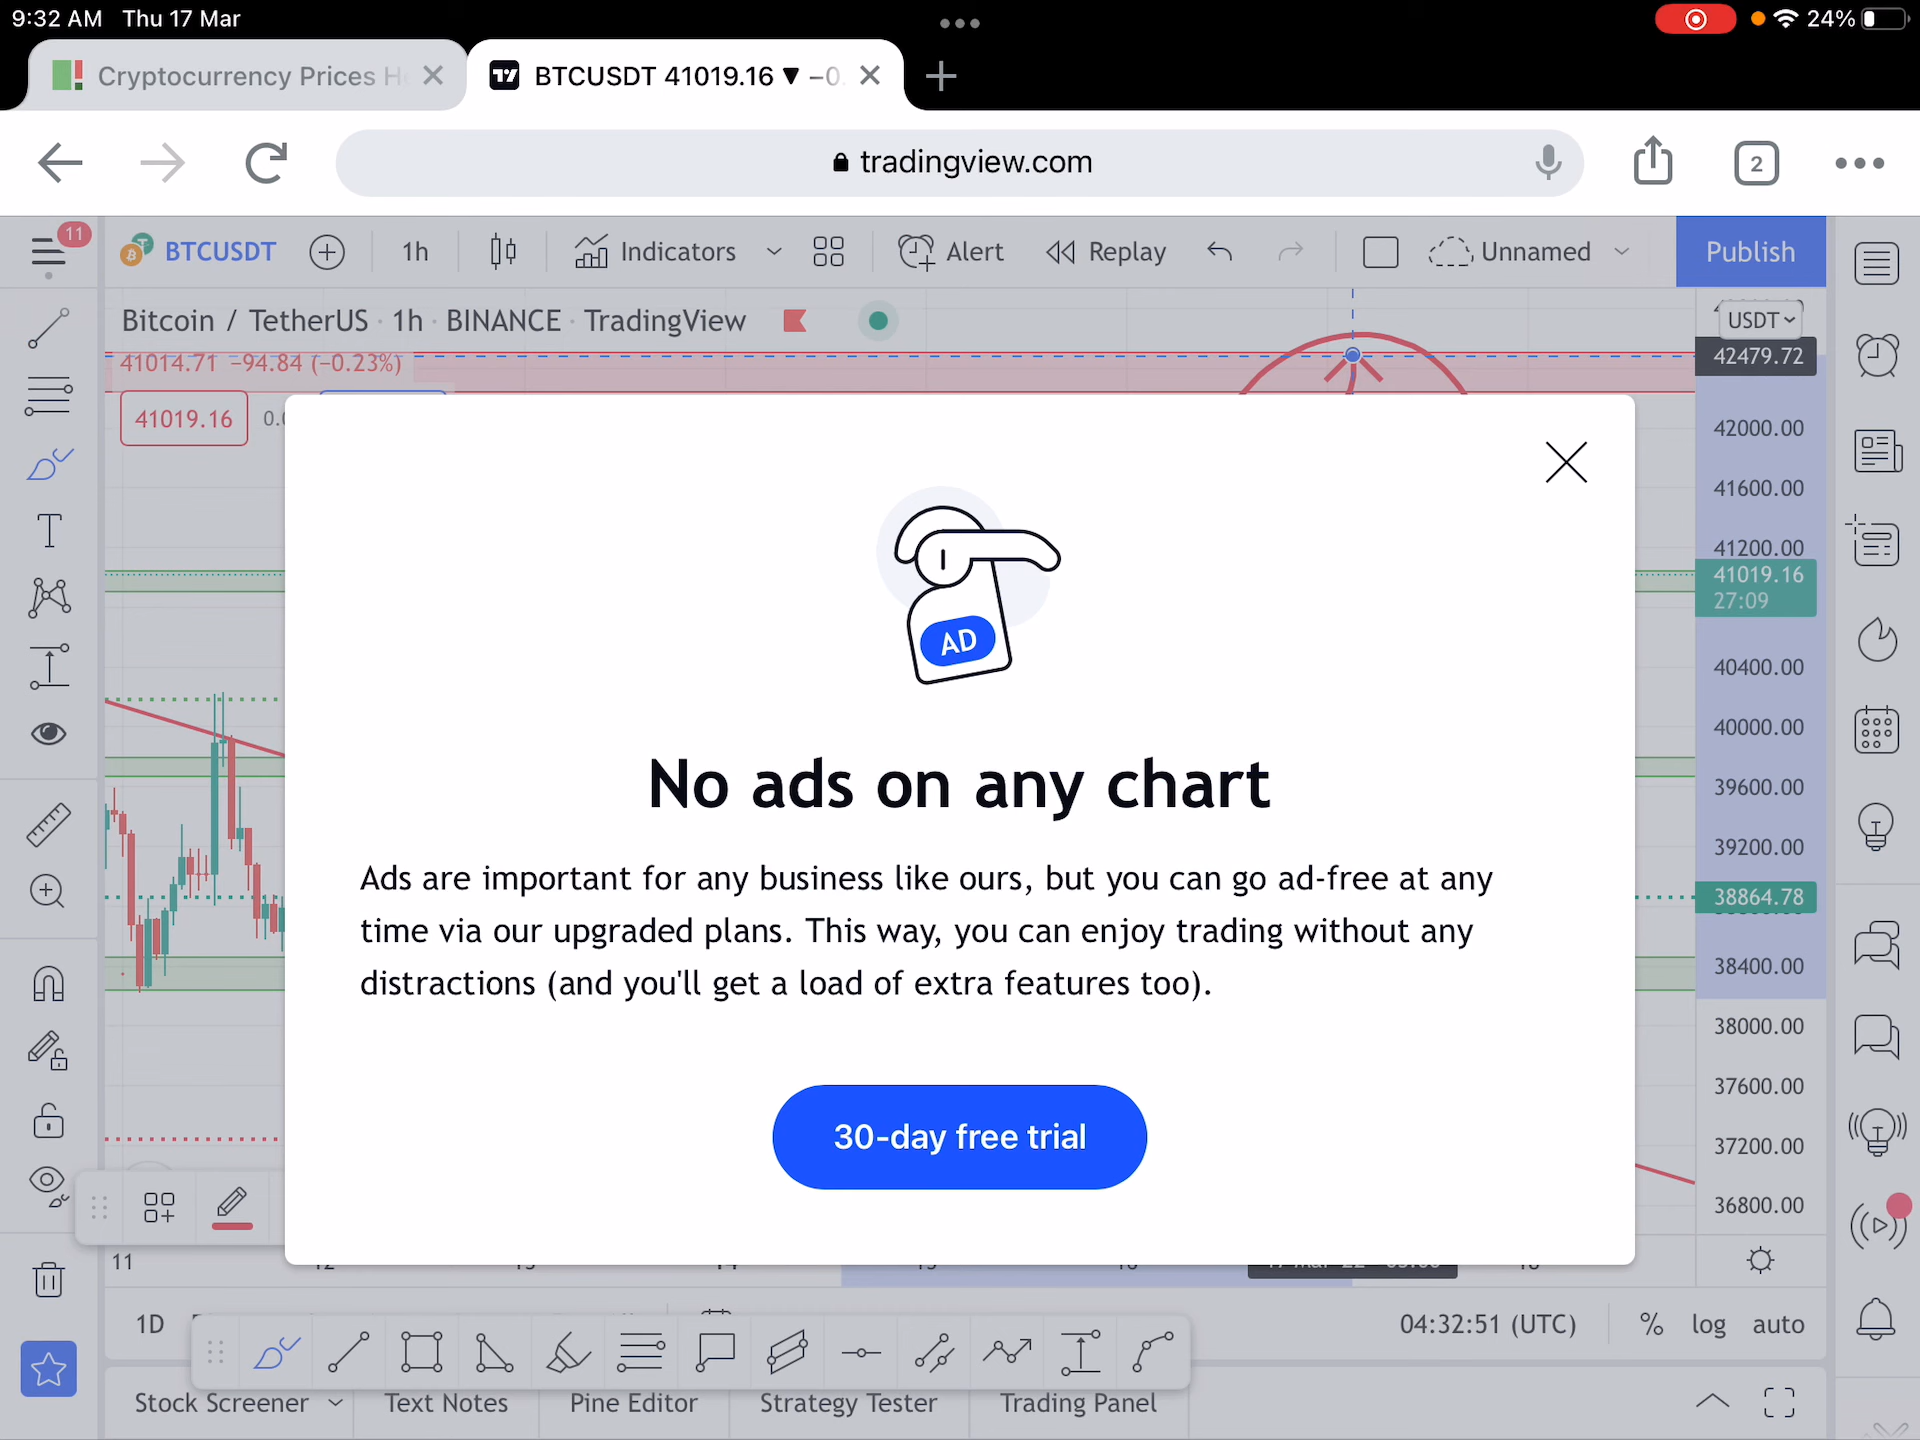 9:32 AM Thu 17 Mar
24%
Cryptocurrency Prices H
BTCUSDT 41019.16 ▼ −0.
tradingview.com
2
11
BTCUSDT
1h
Indicators
Alert
Replay
Unnamed
Publish
Bitcoin / TetherUS · 1h · BINANCE · TradingView
USDT
41014.71 −94.84 (−0.23%)
42479.72
41019.16
0.
42000.00
41600.00
41200.00
41019.16
27:09
40400.00
40000.00
39600.00
39200.00
38864.78
38400.00
38000.00
37600.00
37200.00
36800.00
AD
No ads on any chart
Ads are important for any business like ours, but you can go ad-free at any
time via our upgraded plans. This way, you can enjoy trading without any
distractions (and you'll get a load of extra features too).
30-day free trial
11
1D
04:32:51 (UTC)
%
log
auto
Stock Screener
Text Notes
Pine Editor
Strategy Tester
Trading Panel